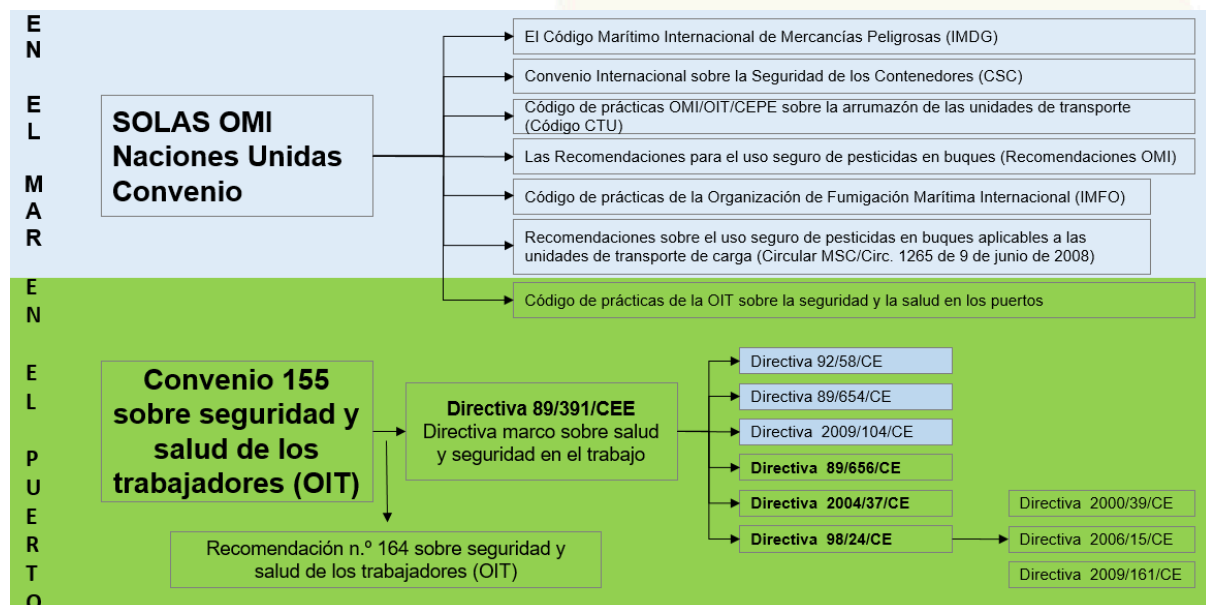 EN EL MAR
SOLAS OMI
Naciones Unidas
Convenio
El Código Marítimo Internacional de Mercancías Peligrosas (IMDG)
Convenio Internacional sobre la Seguridad de los Contenedores (CSC)
Código de prácticas OMI/OIT/CEPE sobre la arrumazón de las unidades de transporte
(Código CTU)
Las Recomendaciones para el uso seguro de pesticidas en buques (Recomendaciones OMI)
Código de prácticas de la Organización de Fumigación Marítima Internacional (IMFO)
Recomendaciones sobre el uso seguro de pesticidas en buques aplicables a las
unidades de transporte de carga (Circular MSC/Circ. 1265 de 9 de junio de 2008)
Código de prácticas de la OIT sobre la seguridad y la salud en los puertos
EN EL PUERTO
Convenio 155
sobre seguridad y
salud de los
trabajadores (OIT)
Recomendación n.º 164 sobre seguridad y
salud de los trabajadores (OIT)
Directiva 89/391/CEE
Directiva marco sobre salud
y seguridad en el trabajo
Directiva 92/58/CE
Directiva 89/654/CE
Directiva 2009/104/CE
Directiva 89/656/CE
Directiva 2004/37/CE
Directiva 98/24/CE
Directiva 2000/39/CE
Directiva 2006/15/CE
Directiva 2009/161/CE